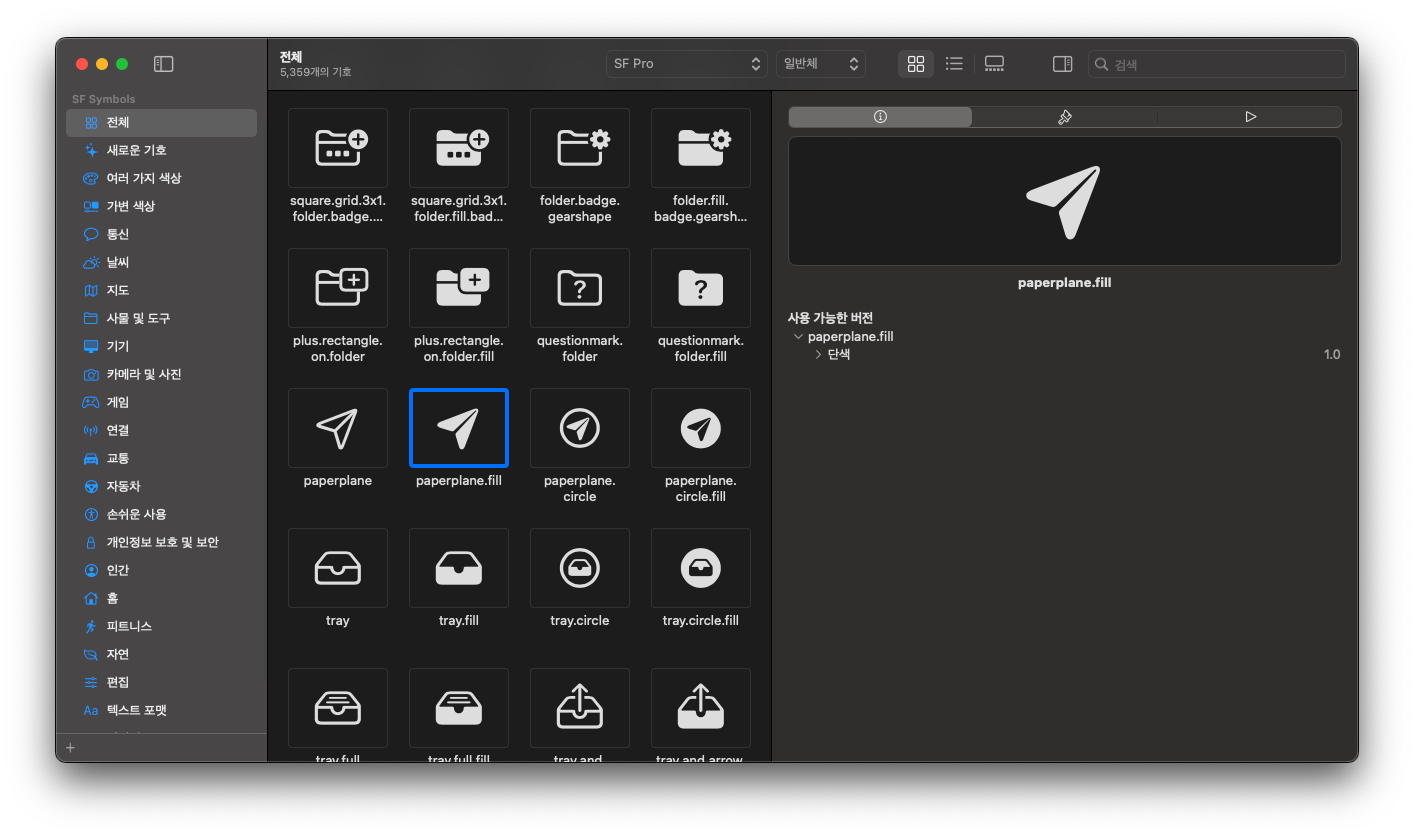 SF Symbols
전체
새로운 기호
여러 가지 색상
가변 색상
통신
날씨
지도
사물 및 도구
기기
카메라 및 사진
게임
연결
교통
자동차
손쉬운 사용
개인정보 보호 및 보안
인간
홈
피트니스
자연
편집
Aa 텍스트 포맷
전체
5,359개의 기호
SF Pro
일반체
검색
square.grid.3x1.
folder.badge....
square.grid.3x1.
folder.fill.bad...
folder.badge.
gearshape
folder.fill.
badge.gearsh...
plus.rectangle.
on.folder
plus.rectangle.
on.folder.fill
questionmark.
folder
questionmark.
folder.fill
paperplane
paperplane.fill
paperplane.
circle
paperplane.
circle.fill
tray
tray.fill
tray.circle
tray.circle.fill
tray.full
tray.full.fill
tray.and.
tray.and.arrow.
paperplane.fill
사용 가능한 버전
paperplane.fill
단색
1.0